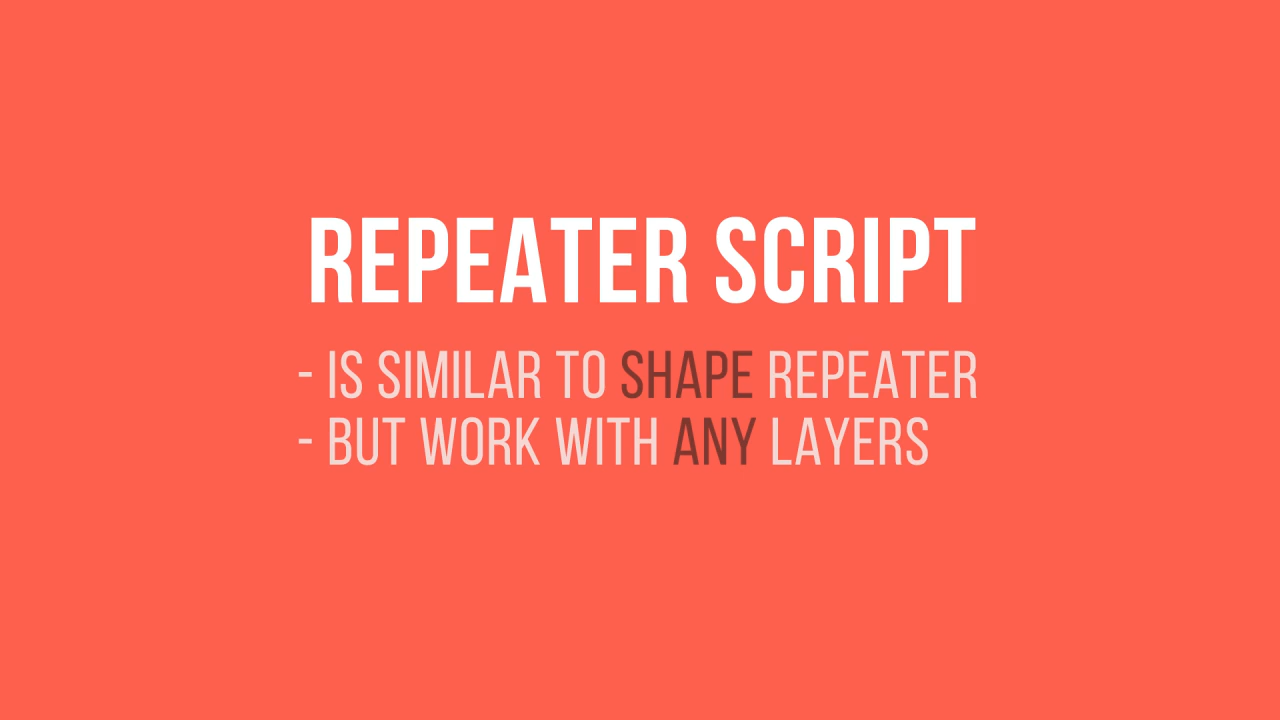 REPEATER SCRIPT
- IS SIMILAR TO SHAPE REPEATER
- BUT WORK WITH ANY LAYERS